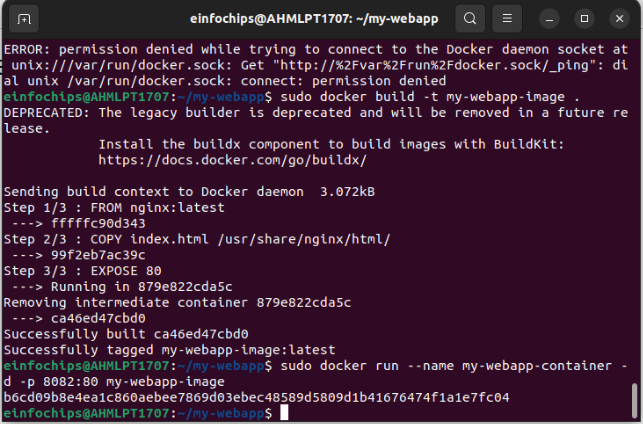 einfochips@AHMLPT1707: ~/my-webapp
ERROR: permission denied while trying to connect to the Docker daemon socket at
 unix:///var/run/docker.sock: Get "http://%2Fvar%2Frun%2Fdocker.sock/_ping": di
al unix /var/run/docker.sock: connect: permission denied
einfochips@AHMLPT1707:~/my-webapp$ sudo docker build -t my-webapp-image .
DEPRECATED: The legacy builder is deprecated and will be removed in a future re
lease.
            Install the buildx component to build images with BuildKit:
            https://docs.docker.com/go/buildx/

Sending build context to Docker daemon  3.072kB
Step 1/3 : FROM nginx:latest
 ---> fffffc90d343
Step 2/3 : COPY index.html /usr/share/nginx/html/
 ---> 99f2eb7ac39c
Step 3/3 : EXPOSE 80
 ---> Running in 879e822cda5c
Removing intermediate container 879e822cda5c
 ---> ca46ed47cbd0
Successfully built ca46ed47cbd0
Successfully tagged my-webapp-image:latest
einfochips@AHMLPT1707:~/my-webapp$ sudo docker run --name my-webapp-container -
d -p 8082:80 my-webapp-image
b6cd09b8e4ea1c860aebee7869d03ebec48589d5809d1b41676474f1a1e7fc04
einfochips@AHMLPT1707:~/my-webapp$